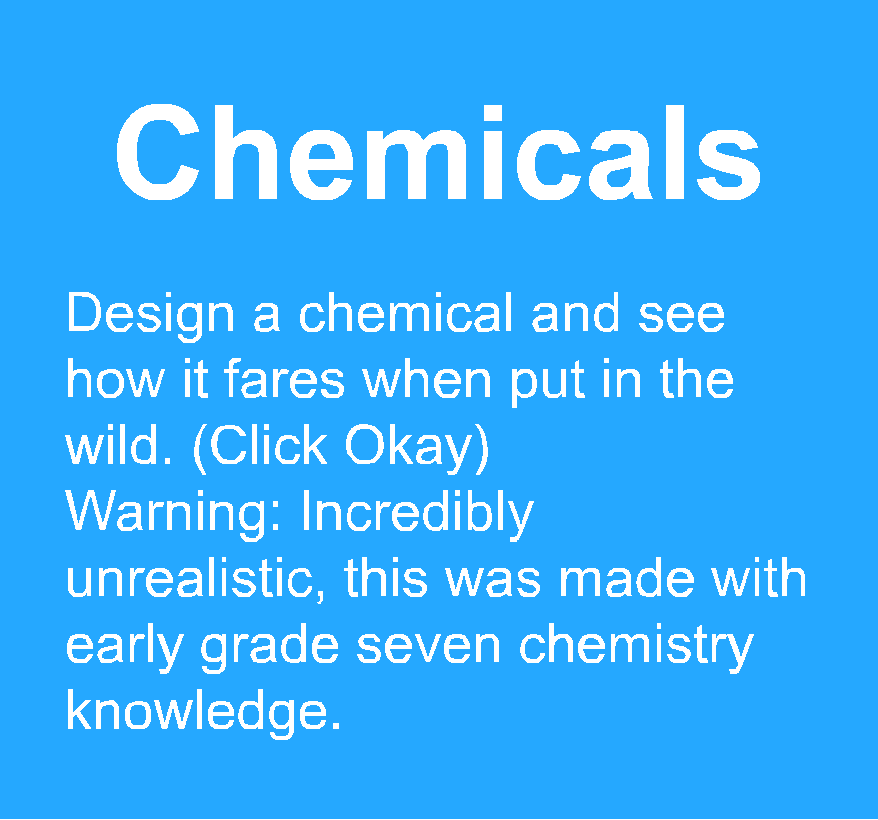 Chemicals
Design a chemical and see
how it fares when put in the
wild. (Click Okay)
Warning: Incredibly
unrealistic, this was made with
early grade seven chemistry
knowledge.